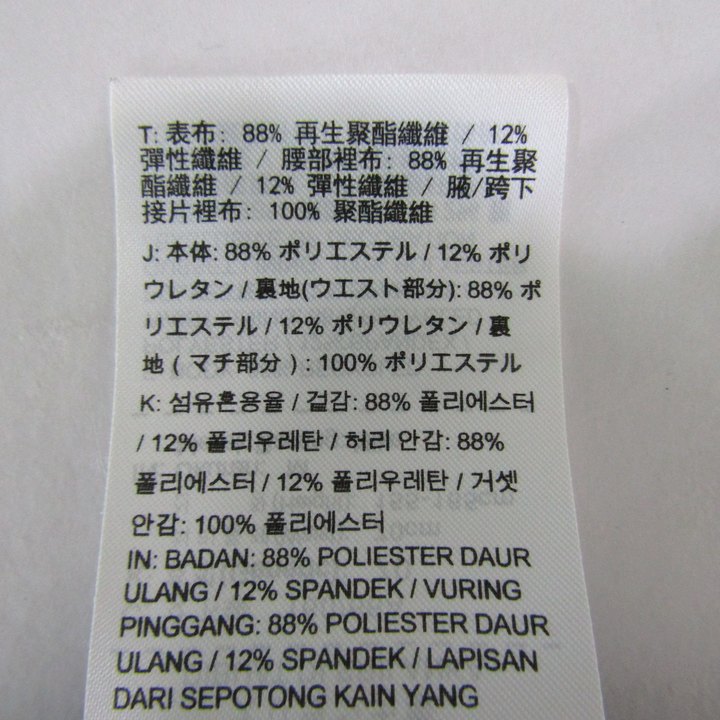 T: 表布: 88% 再生聚酯纖維 / 12%
彈性纖維 / 腰部裡布: 88% 再生聚
酯纖維 / 12% 彈性纖維 / 腋/跨下
接片裡布: 100% 聚酯纖維
J: 本体: 88% ポリエステル / 12% ポリ
ウレタン / 裏地(ウエスト部分): 88% ポ
リエステル / 12% ポリウレタン / 裏
地 ( マチ部分 ) : 100% ポリエステル
K: 섬유혼용율 / 겉감: 88% 폴리에스터
/ 12% 폴리우레탄 / 허리 안감: 88%
폴리에스터 / 12% 폴리우레탄 / 거셋
안감: 100% 폴리에스터
IN: BADAN: 88% POLIESTER DAUR
ULANG / 12% SPANDEK / VURING
PINGGANG: 88% POLIESTER DAUR
ULANG / 12% SPANDEK / LAPISAN
DARI SEPOTONG KAIN YANG